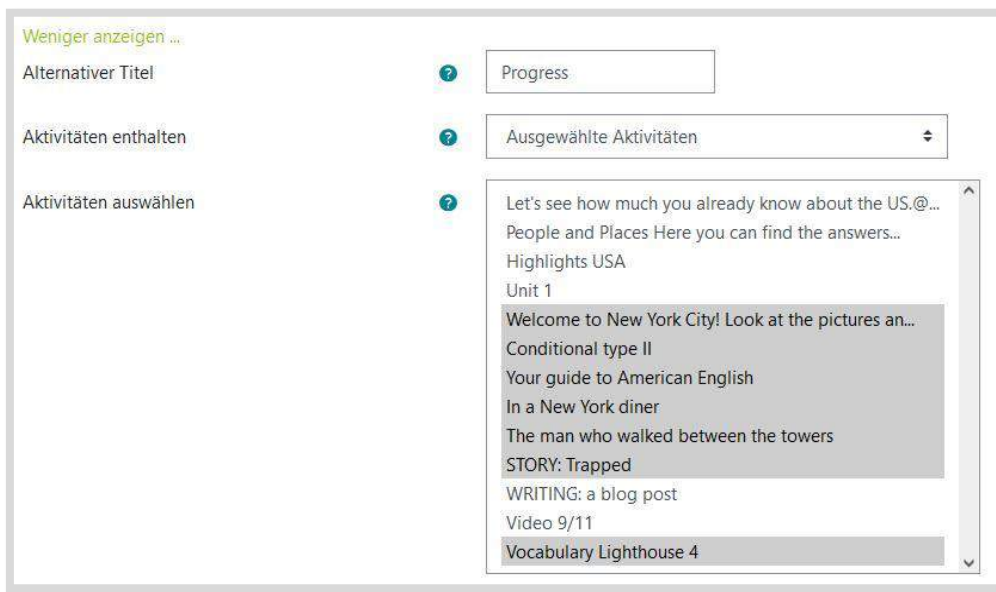 Weniger anzeigen ...
Alternativer Titel ? Progress
Aktivitäten enthalten ? Ausgewählte Aktivitäten
Aktivitäten auswählen ? Let's see how much you already know about the US.@...
People and Places Here you can find the answers...
Highlights USA
Unit 1
Welcome to New York City! Look at the pictures an...
Conditional type II
Your guide to American English
In a New York diner
The man who walked between the towers
STORY: Trapped
WRITING: a blog post
Video 9/11
Vocabulary Lighthouse 4